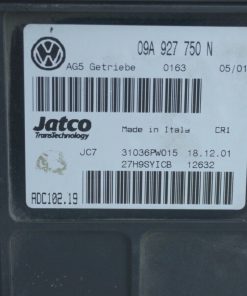 09A 927 750 N
AG5 Getriebe 0163 05/01
Jatco
TransTechnology
Made in Italy CR1
JC7 31036PW015 18.12.01
27H9SYICB 12632
ADC102.19